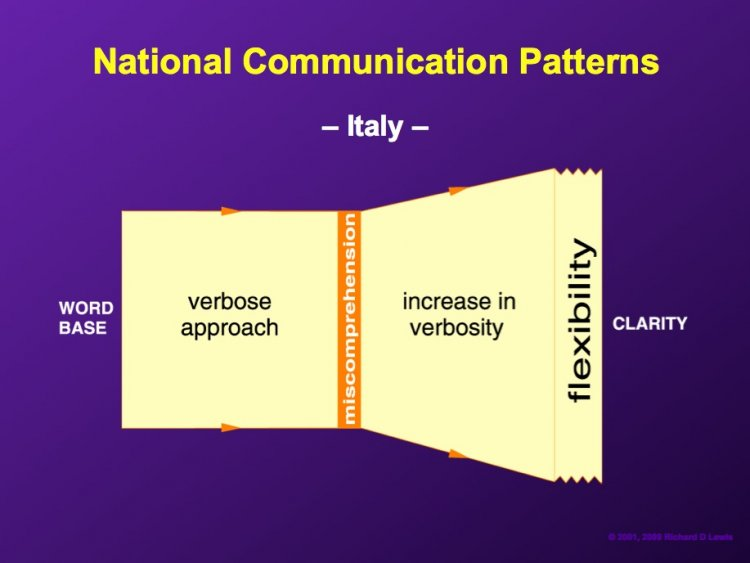 National Communication Patterns
– Italy –
WORD
BASE
verbose
approach
miscomprehension
increase in
verbosity
flexibility
CLARITY
© 2001, 2009 Richard D Lewis